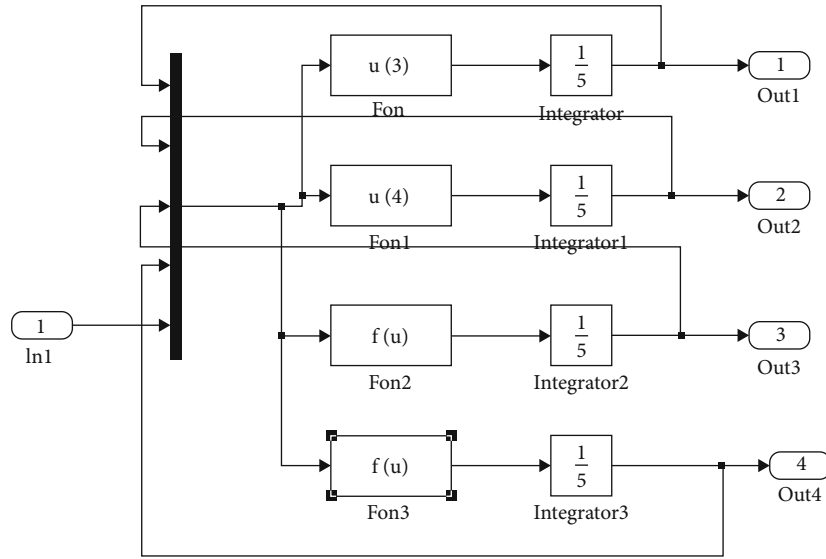 u (3)
1
5
1
Fon
Integrator
Out1
u (4)
1
5
2
Fon1
Integrator1
Out2
1
ln1
f (u)
1
5
3
Fon2
Integrator2
Out3
f (u)
1
5
4
Fon3
Integrator3
Out4